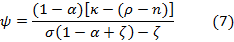 ψ = (1 − α)[κ − (ρ − n)] / σ(1 − α + ζ) − ζ (7)